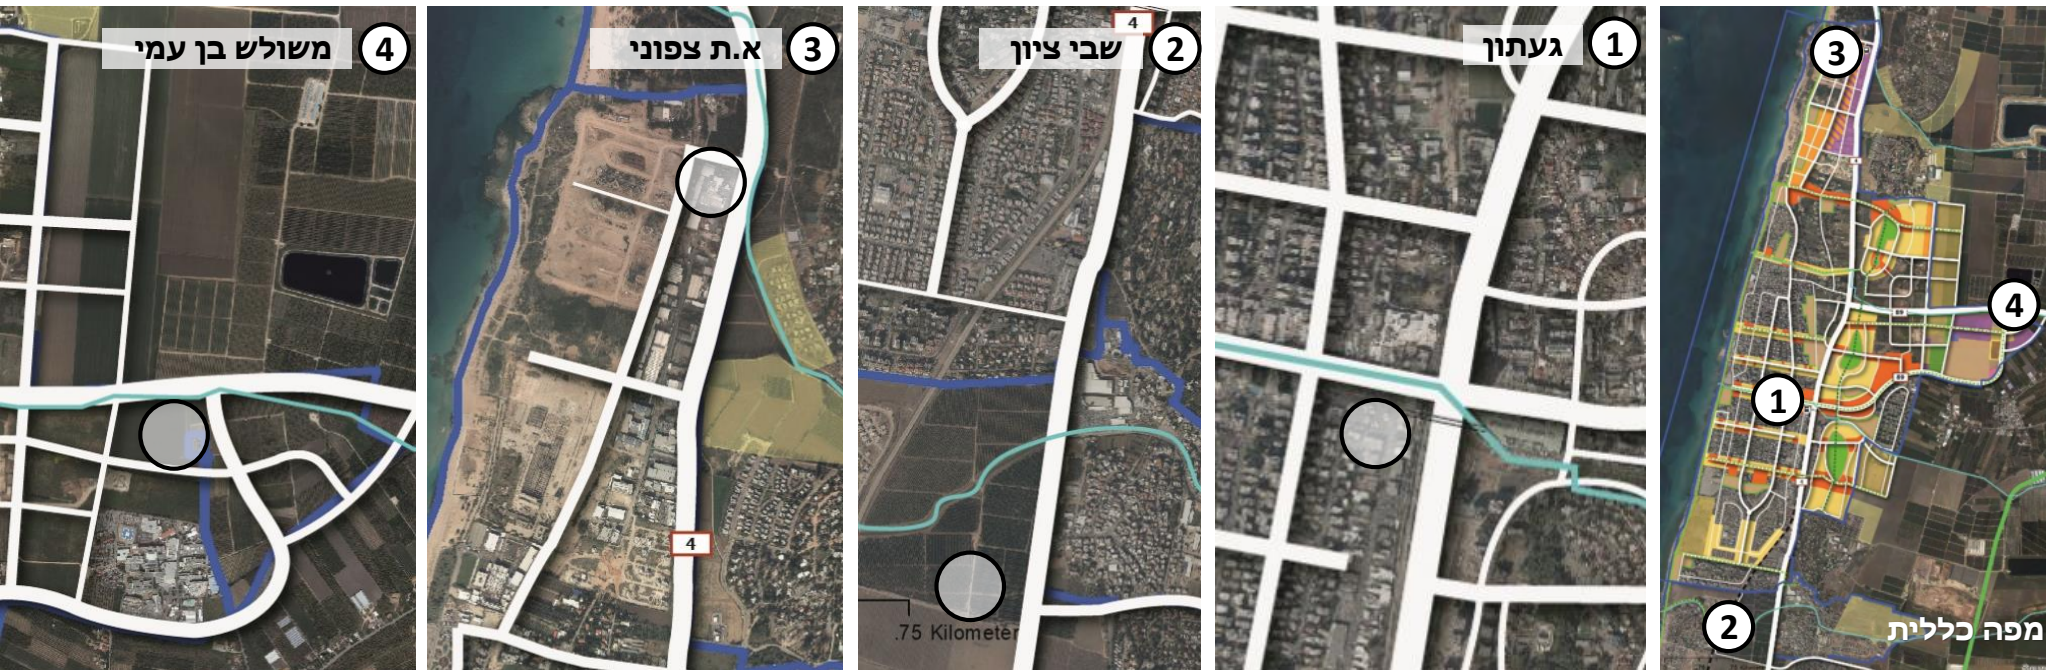 1 געתון
2 שבי ציון
4
.75 Kilometer
3 א.ת צפוני
4
4 משולש בן עמי
3
4
1
2
מפה כללית